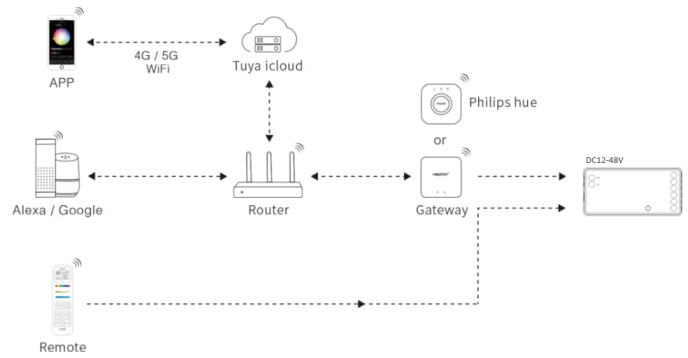 4G / 5G
WiFi
APP
Tuya icloud
Philips hue
or
DC12-48V
Alexa / Google
Router
Gateway
Remote